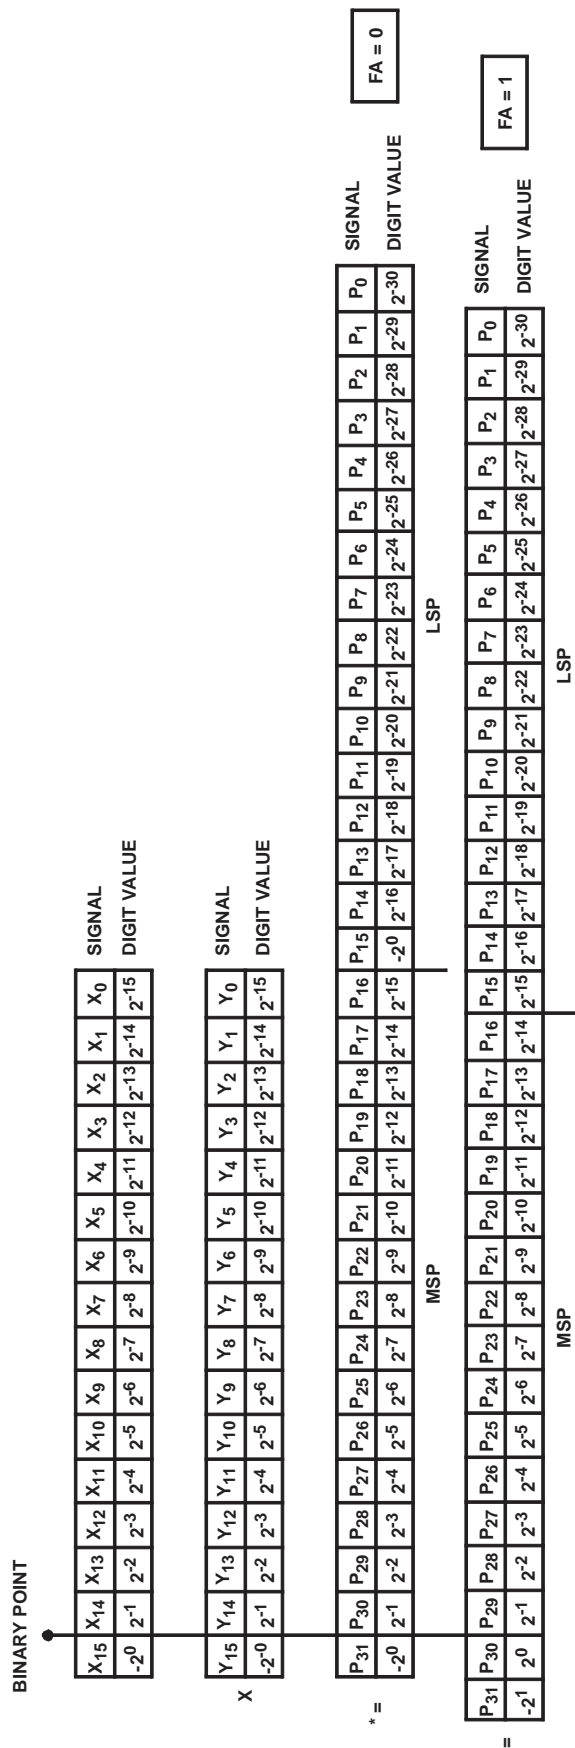 BINARY POINT
X15 X14 X13 X12 X11 X10 X9 X8 X7 X6 X5 X4 X3 X2 X1 X0 SIGNAL
-2^0 2^-1 2^-2 2^-3 2^-4 2^-5 2^-6 2^-7 2^-8 2^-9 2^-10 2^-11 2^-12 2^-13 2^-14 2^-15 DIGIT VALUE
Y15 Y14 Y13 Y12 Y11 Y10 Y9 Y8 Y7 Y6 Y5 Y4 Y3 Y2 Y1 Y0 SIGNAL
X -2^-0 2^-1 2^-2 2^-3 2^-4 2^-5 2^-6 2^-7 2^-8 2^-9 2^-10 2^-11 2^-12 2^-13 2^-14 2^-15 DIGIT VALUE
P31 P30 P29 P28 P27 P26 P25 P24 P23 P22 P21 P20 P19 P18 P17 P16 P15 P14 P13 P12 P11 P10 P9 P8 P7 P6 P5 P4 P3 P2 P1 P0 SIGNAL
* = -2^0 2^-1 2^-2 2^-3 2^-4 2^-5 2^-6 2^-7 2^-8 2^-9 2^-10 2^-11 2^-12 2^-13 2^-14 2^-15 -2^0 2^-16 2^-17 2^-18 2^-19 2^-20 2^-21 2^-22 2^-23 2^-24 2^-25 2^-26 2^-27 2^-28 2^-29 2^-30 DIGIT VALUE
FA = 0
MSP LSP
P31 P30 P29 P28 P27 P26 P25 P24 P23 P22 P21 P20 P19 P18 P17 P16 P15 P14 P13 P12 P11 P10 P9 P8 P7 P6 P5 P4 P3 P2 P1 P0 SIGNAL
= -2^1 2^0 2^-1 2^-2 2^-3 2^-4 2^-5 2^-6 2^-7 2^-8 2^-9 2^-10 2^-11 2^-12 2^-13 2^-14 2^-15 2^-16 2^-17 2^-18 2^-19 2^-20 2^-21 2^-22 2^-23 2^-24 2^-25 2^-26 2^-27 2^-28 2^-29 2^-30 DIGIT VALUE
FA = 1
MSP LSP